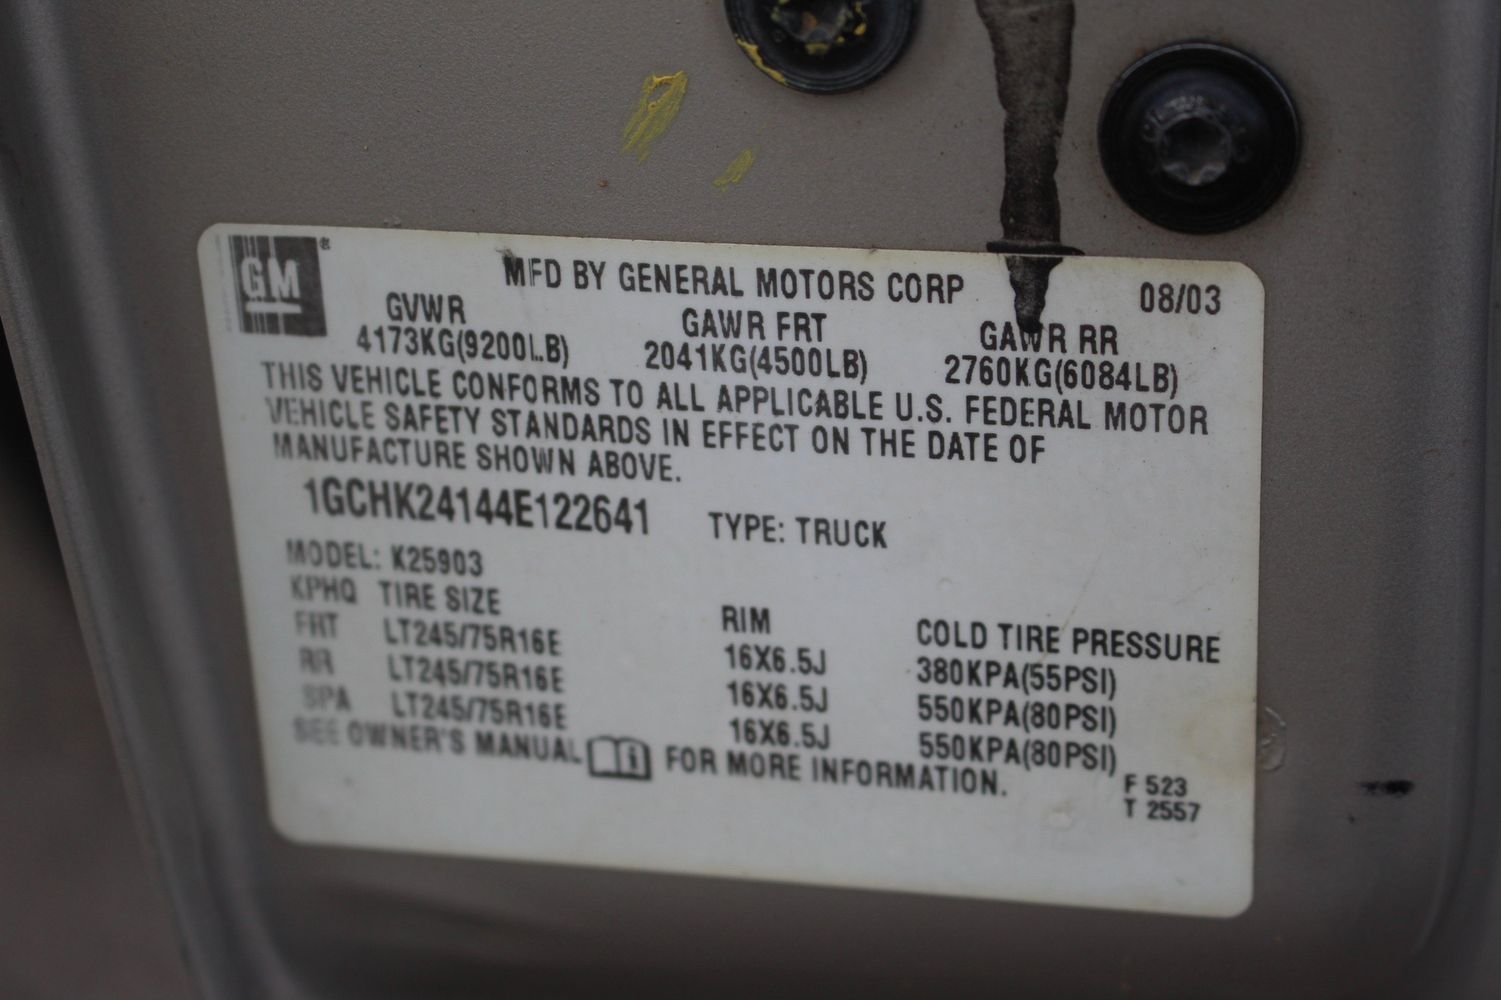 GM
MFD BY GENERAL MOTORS CORP 08/03
GVWR GAWR FRT GAWR RR
4173KG(9200LB) 2041KG(4500LB) 2760KG(6084LB)
THIS VEHICLE CONFORMS TO ALL APPLICABLE U.S. FEDERAL MOTOR
VEHICLE SAFETY STANDARDS IN EFFECT ON THE DATE OF
MANUFACTURE SHOWN ABOVE.
1GCHK24144E122641 TYPE: TRUCK
MODEL: K25903
KPHQ TIRE SIZE RIM COLD TIRE PRESSURE
FRT LT245/75R16E 16X6.5J 380KPA(55PSI)
RR LT245/75R16E 16X6.5J 550KPA(80PSI)
SPA LT245/75R16E 16X6.5J 550KPA(80PSI)
SEE OWNER'S MANUAL FOR MORE INFORMATION.
F 523
T 2557